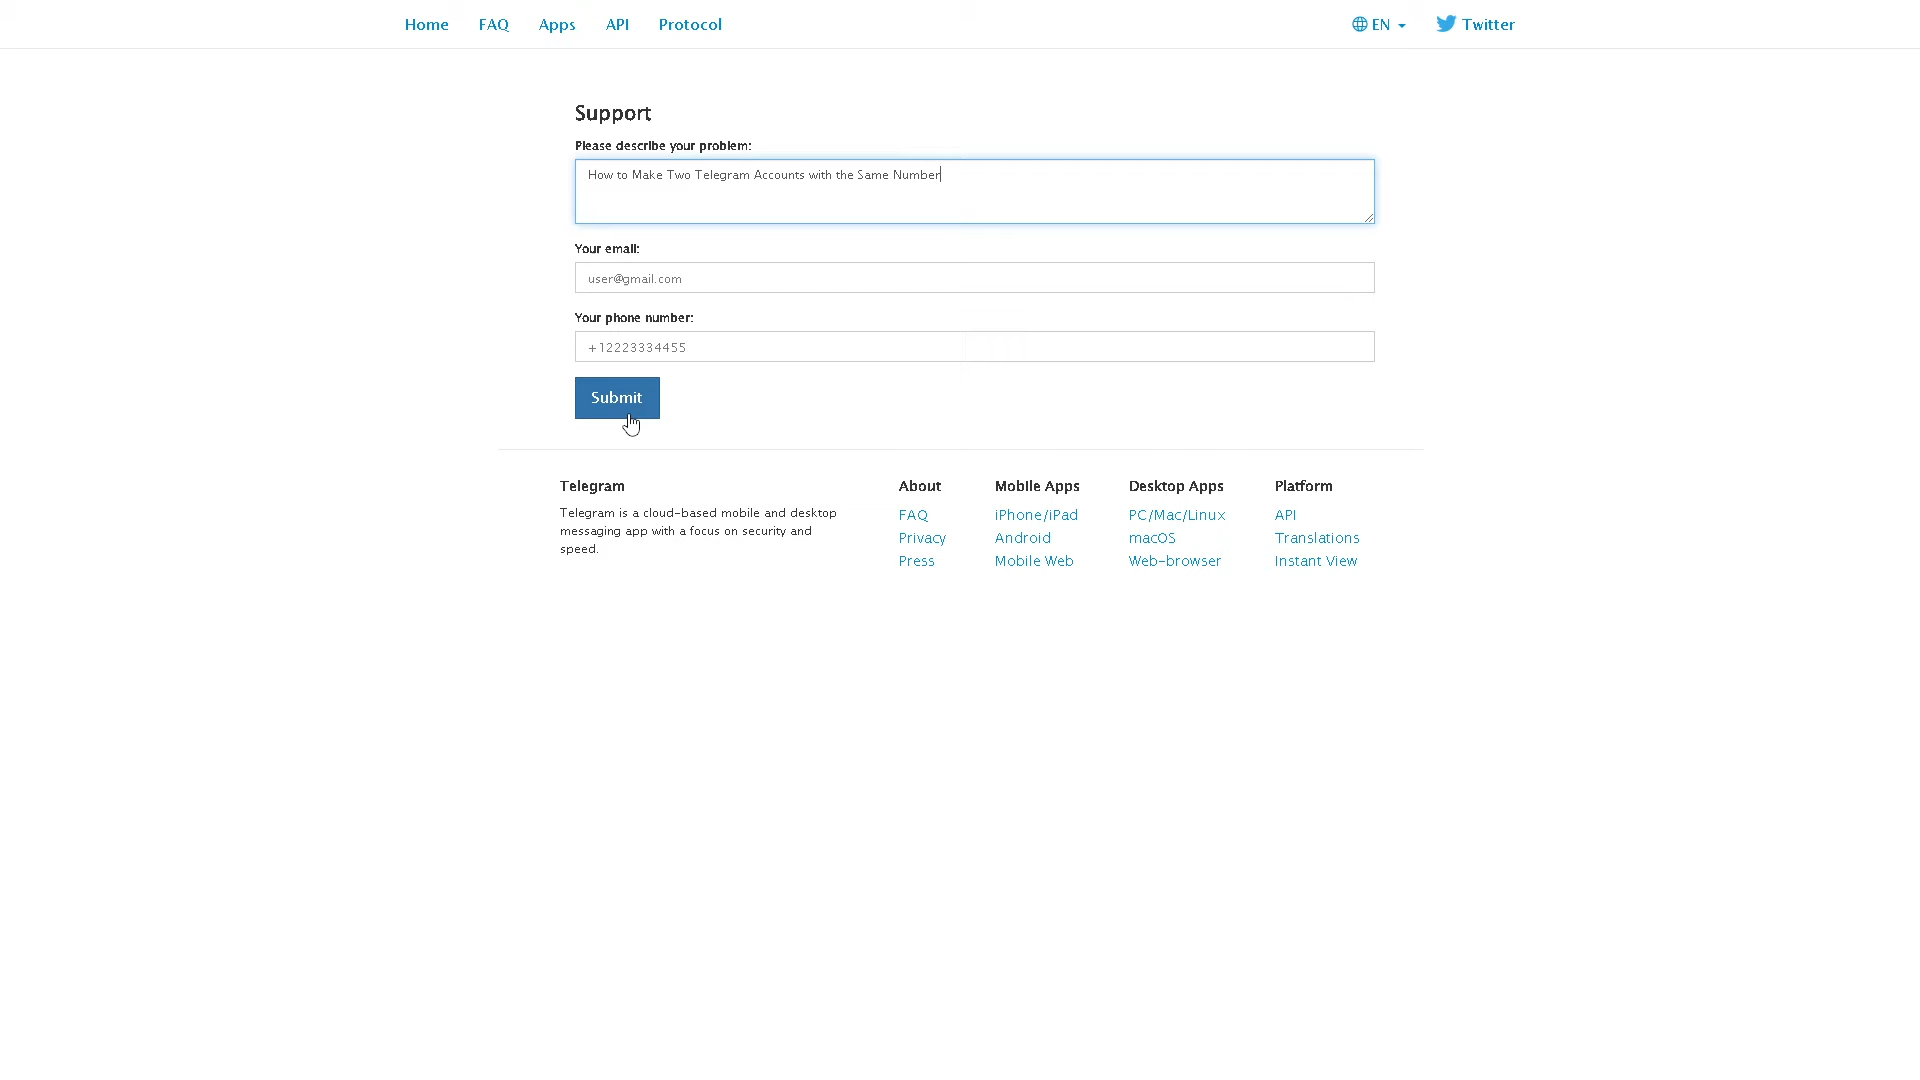 Home FAQ Apps API Protocol EN Twitter
Support
Please describe your problem:
How to Make Two Telegram Accounts with the Same Number
Your email:
user@gmail.com
Your phone number:
+12223334455
Submit
Telegram
Telegram is a cloud-based mobile and desktop
messaging app with a focus on security and
speed.
About
FAQ
Privacy
Press
Mobile Apps
iPhone/iPad
Android
Mobile Web
Desktop Apps
PC/Mac/Linux
macOS
Web-browser
Platform
API
Translations
Instant View